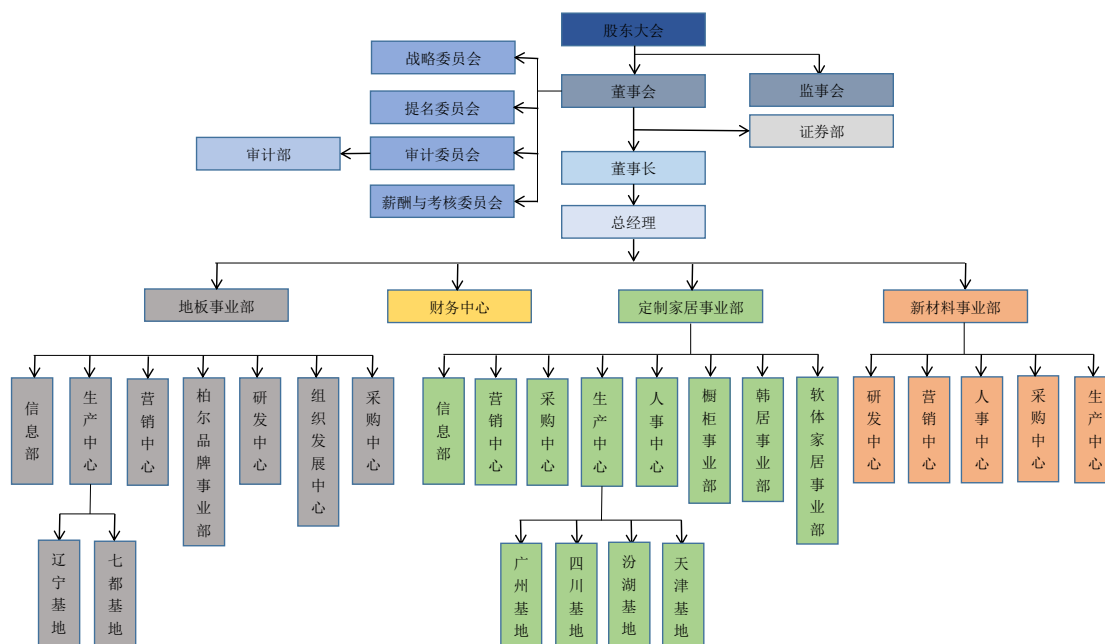 股东大会
战略委员会
董事会
监事会
提名委员会
证券部
审计部
审计委员会
董事长
薪酬与考核委员会
总经理
地板事业部
财务中心
定制家居事业部
新材料事业部
信息部
生产中心
营销中心
柏尔品牌事业部
研发中心
组织发展中心
采购中心
信息部
营销中心
采购中心
生产中心
人事中心
橱柜事业部
韩居事业部
软体家居事业部
研发中心
营销中心
人事中心
采购中心
生产中心
辽宁基地
七都基地
广州基地
四川基地
汾湖基地
天津基地